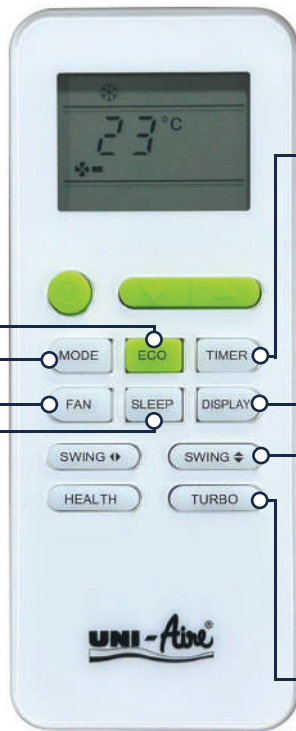 23°C
MODE ECO TIMER
FAN SLEEP DISPLAY
SWING SWING
HEALTH TURBO
UNI-Aire®